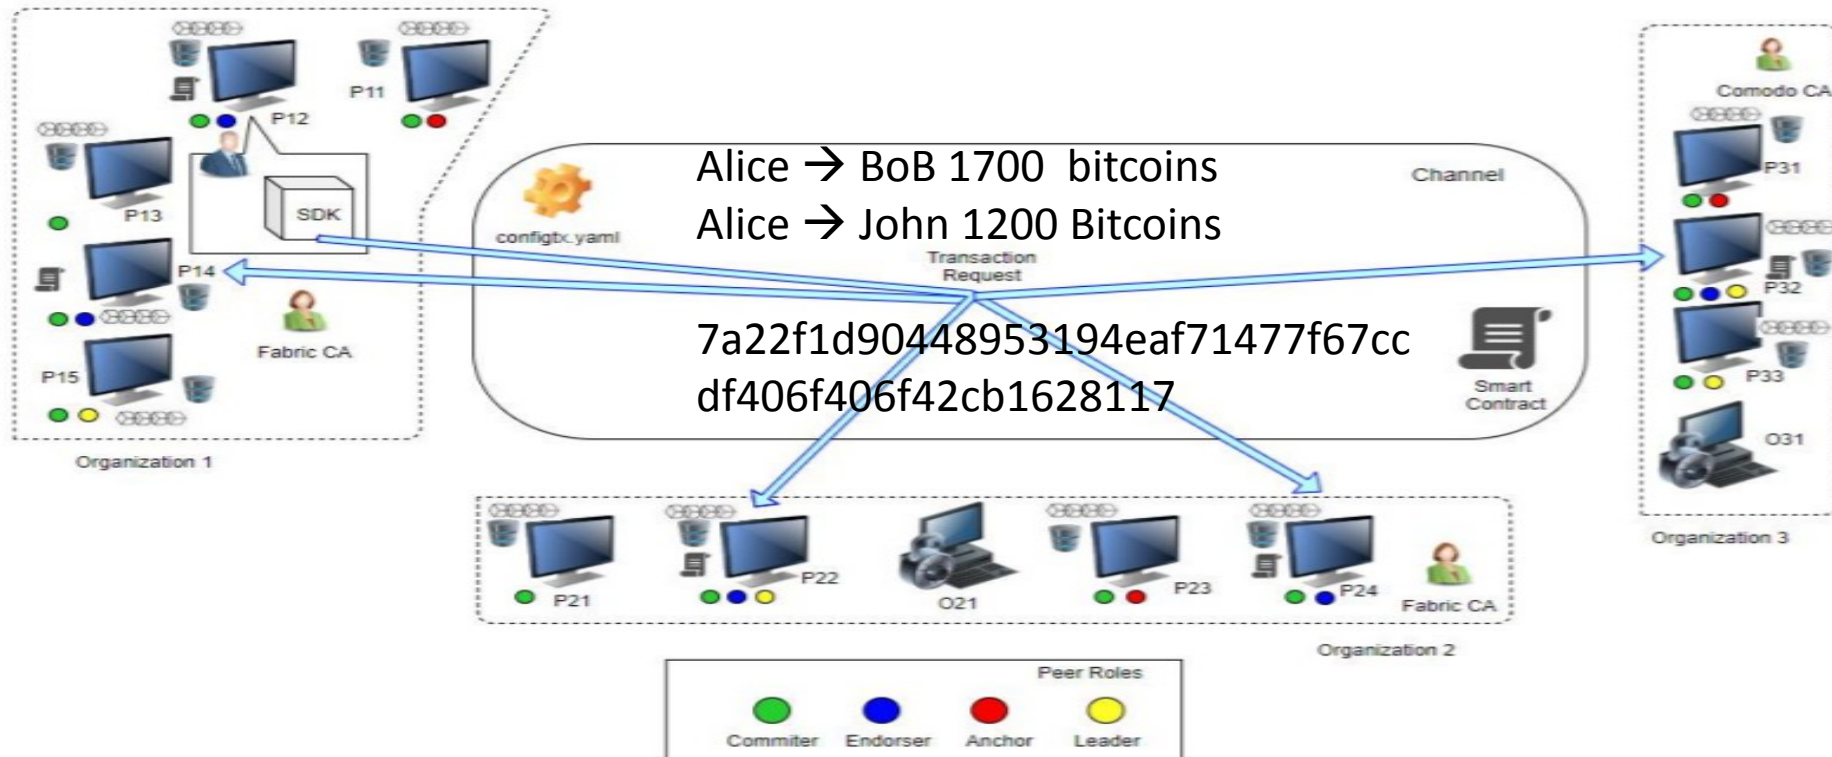 P12
P11
P13
SDK
P14
Fabric CA
P15
Organization 1
configtx.yaml
Alice → BoB 1700 bitcoins
Alice → John 1200 Bitcoins
Transaction
Request
Channel
7a22f1d90448953194eaf71477f67cc
df406f406f42cb1628117
Smart
Contract
Comodo CA
P31
P32
P33
O31
Organization 3
P21
P22
O21
P23
P24
Fabric CA
Organization 2
Peer Roles
Commiter Endorser Anchor Leader